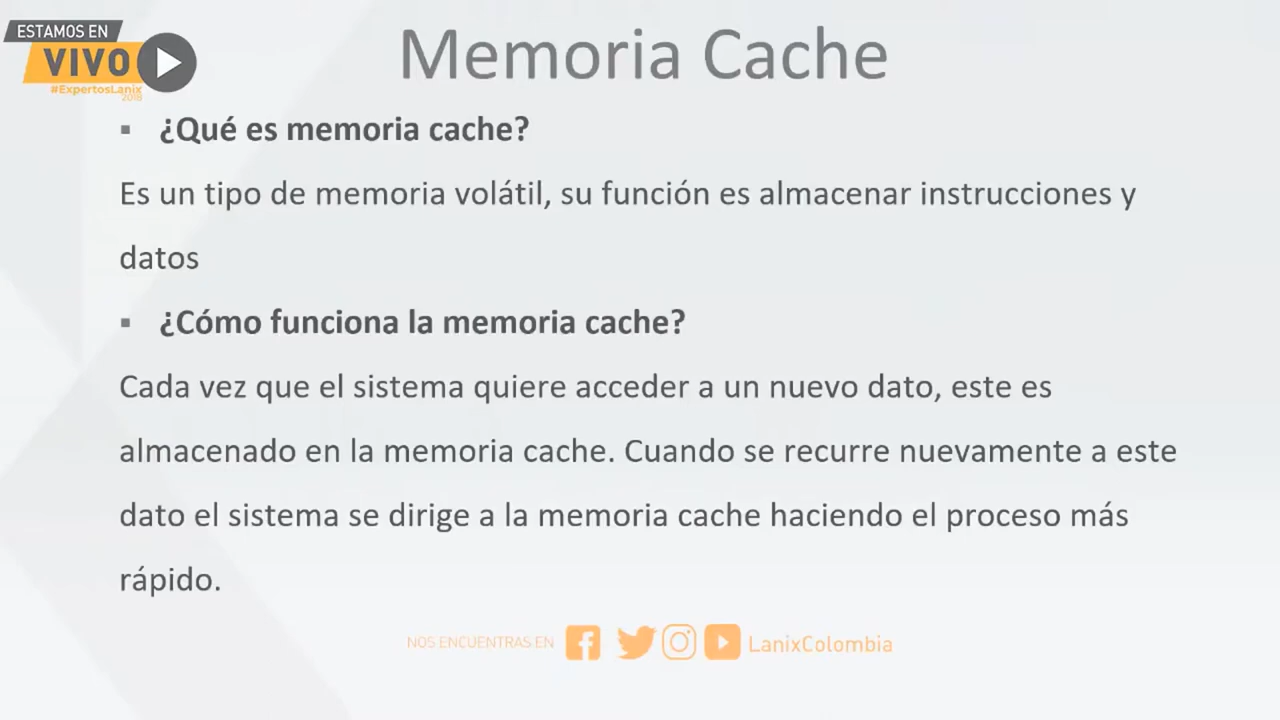 ESTAMOS EN
VIVO
#ExpertosLanix
2018
Memoria Cache
▪ ¿Qué es memoria cache?
Es un tipo de memoria volátil, su función es almacenar instrucciones y
datos
▪ ¿Cómo funciona la memoria cache?
Cada vez que el sistema quiere acceder a un nuevo dato, este es
almacenado en la memoria cache. Cuando se recurre nuevamente a este
dato el sistema se dirige a la memoria cache haciendo el proceso más
rápido.
NOS ENCUENTRAS EN LanixColombia